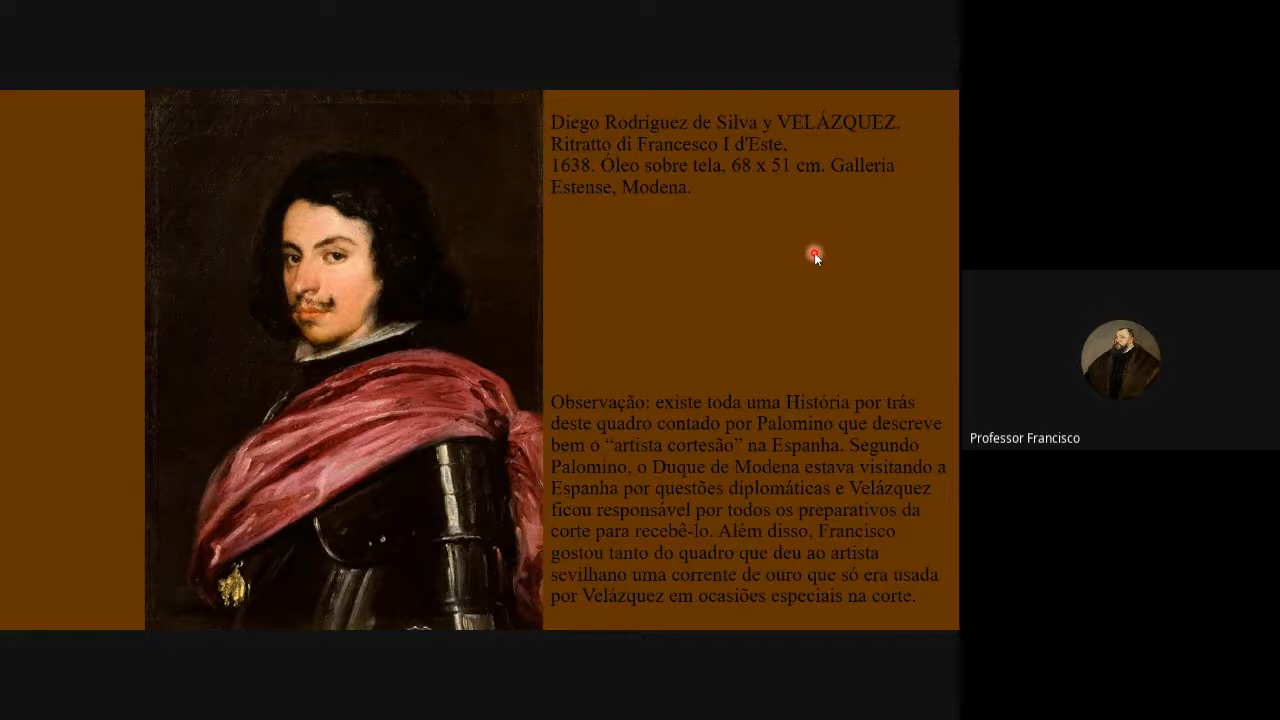 Diego Rodríguez de Silva y VELÁZQUEZ.
Ritratto di Francesco I d'Este,
1638. Óleo sobre tela, 68 x 51 cm. Galleria
Estense, Modena.
Observação: existe toda uma História por trás
deste quadro contado por Palomino que descreve
bem o “artista cortesão” na Espanha. Segundo
Palomino, o Duque de Modena estava visitando a
Espanha por questões diplomáticas e Velázquez
ficou responsável por todos os preparativos da
corte para recebê-lo. Além disso, Francisco
gostou tanto do quadro que deu ao artista
sevilhano uma corrente de ouro que só era usada
por Velázquez em ocasiões especiais na corte.
Professor Francisco